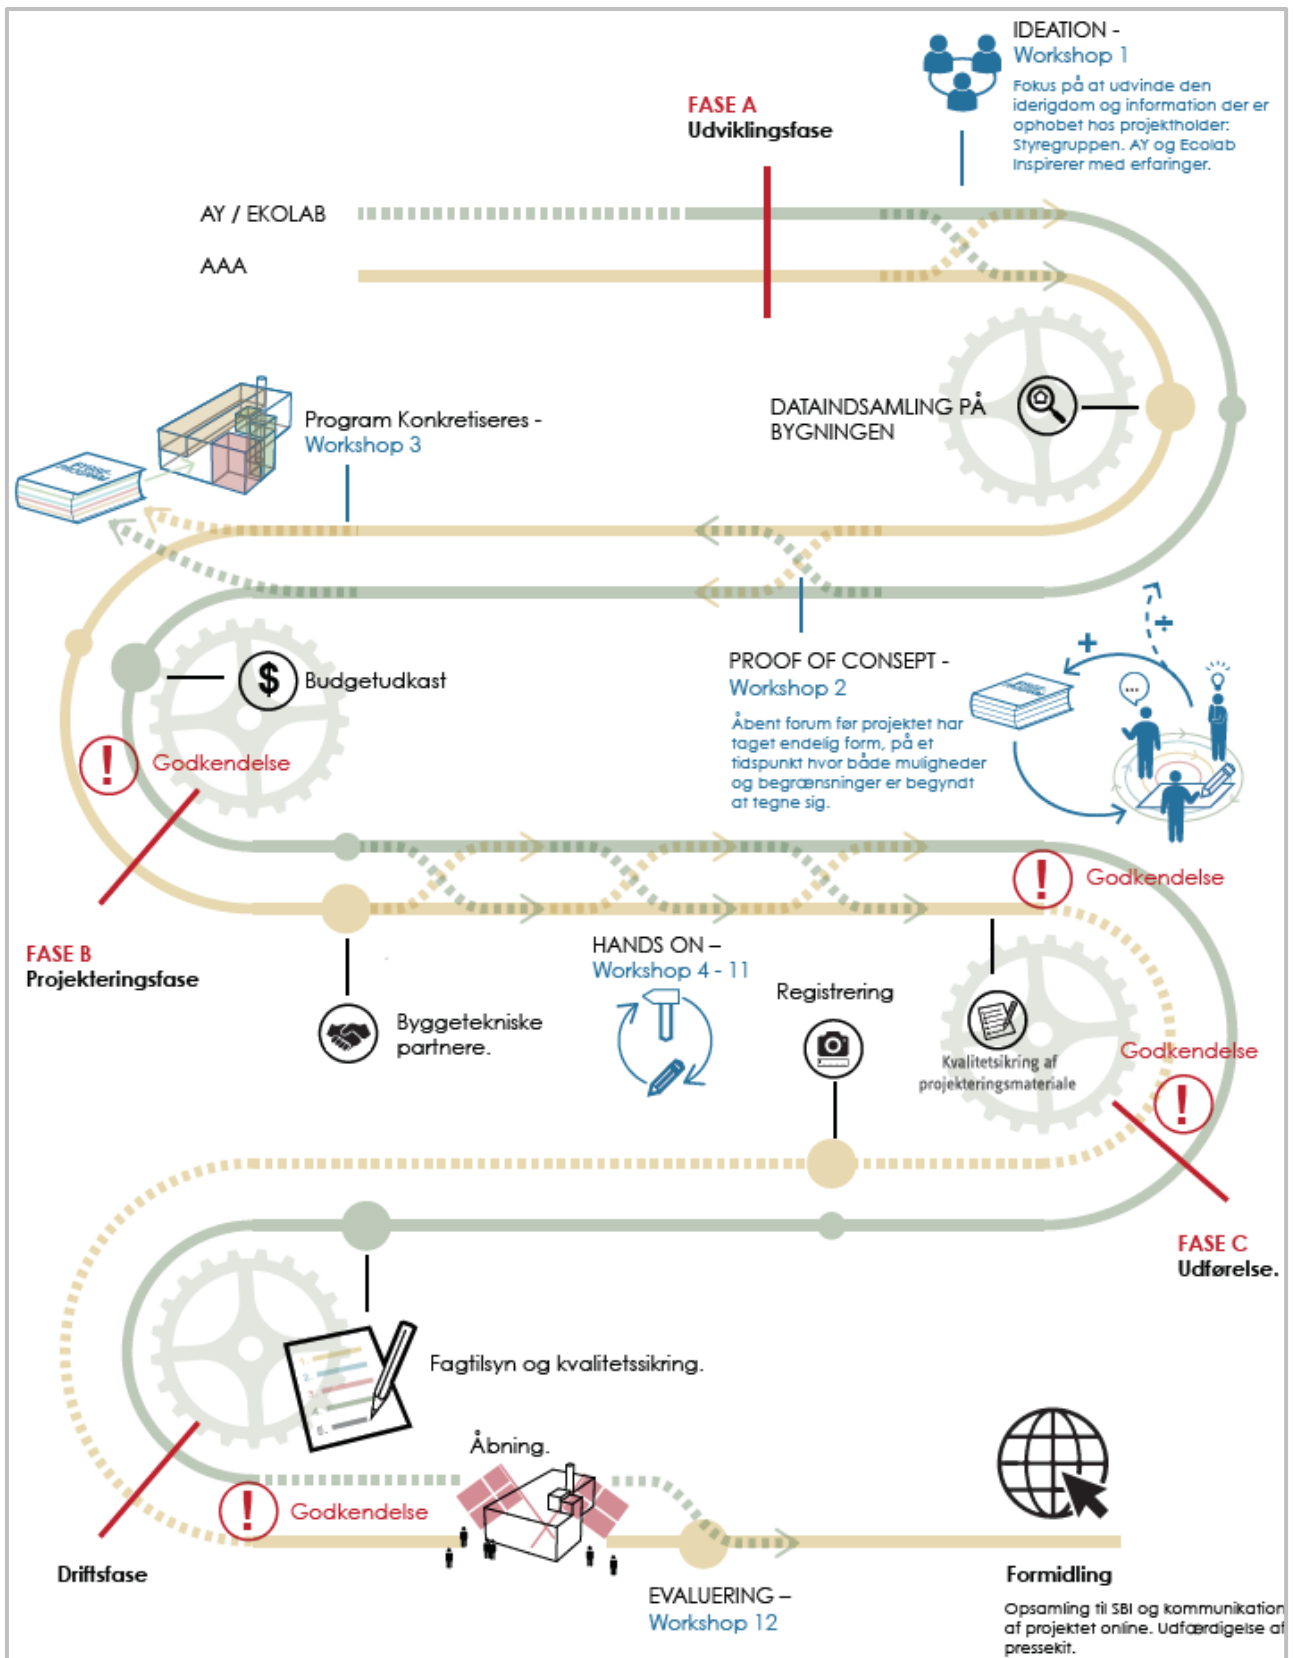 IDEATION -
Workshop 1
Fokus på at udvinde den
iderigdom og information der er
ophobet hos projektholder:
Styregruppen. AY og Ecolab
Inspirerer med erfaringer.
FASE A
Udviklingsfase
AY / EKOLAB
AAA
DATAINDSAMLING PÅ
BYGNINGEN
Program Konkretiseres -
Workshop 3
PROOF OF CONSEPT -
Workshop 2
Åbent forum før projektet har
taget endelig form, på et
tidspunkt hvor både muligheder
og begrænsninger er begyndt
at tegne sig.
+
÷
...
$
Budgetudkast
!
Godkendelse
!
Godkendelse
FASE B
Projekteringsfase
Byggetekniske
partnere.
HANDS ON –
Workshop 4 - 11
Registrering
Kvalitetsikring af
projekteringsmateriale
Godkendelse
!
FASE C
Udførelse.
1.
2.
3.
4.
5.
Fagtilsyn og kvalitetssikring.
Åbning.
!
Godkendelse
Driftsfase
EVALUERING –
Workshop 12
Formidling
Opsamling til SBI og kommunikation
af projektet online. Udfærdigelse af
pressekit.